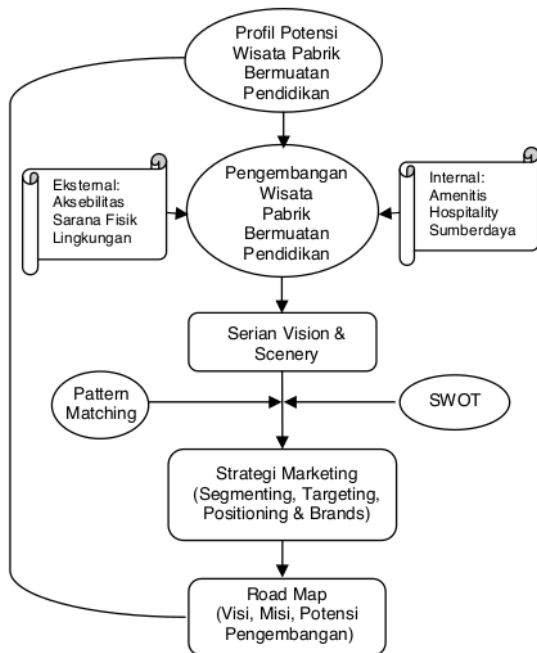 Profil Potensi
Wisata Pabrik
Bermuatan
Pendidikan
Eksternal:
Aksebilitas
Sarana Fisik
Lingkungan
Pengembangan
Wisata
Pabrik
Bermuatan
Pendidikan
Internal:
Amenitis
Hospitality
Sumberdaya
Serian Vision &
Scenery
Pattern
Matching
SWOT
Strategi Marketing
(Segmenting, Targeting,
Positioning & Brands)
Road Map
(Visi, Misi, Potensi
Pengembangan)